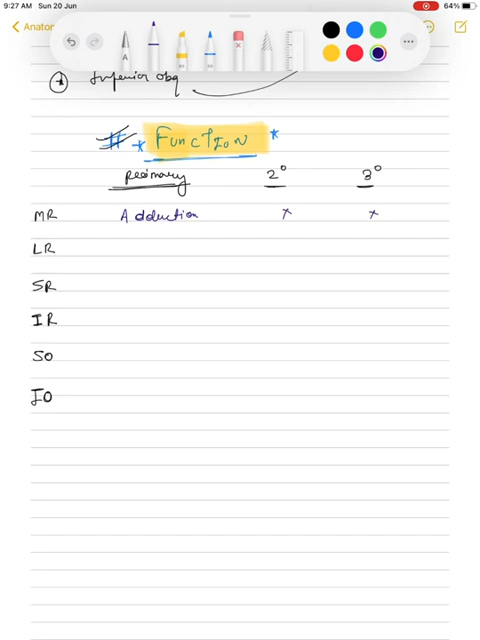 9:27 AM Sun 20 Jun 64%
Anatom
A
+ Inferior obq
# * FuncTIoN *
Primary 2° 3°
MR Adduction × ×
LR
SR
IR
SO
IO